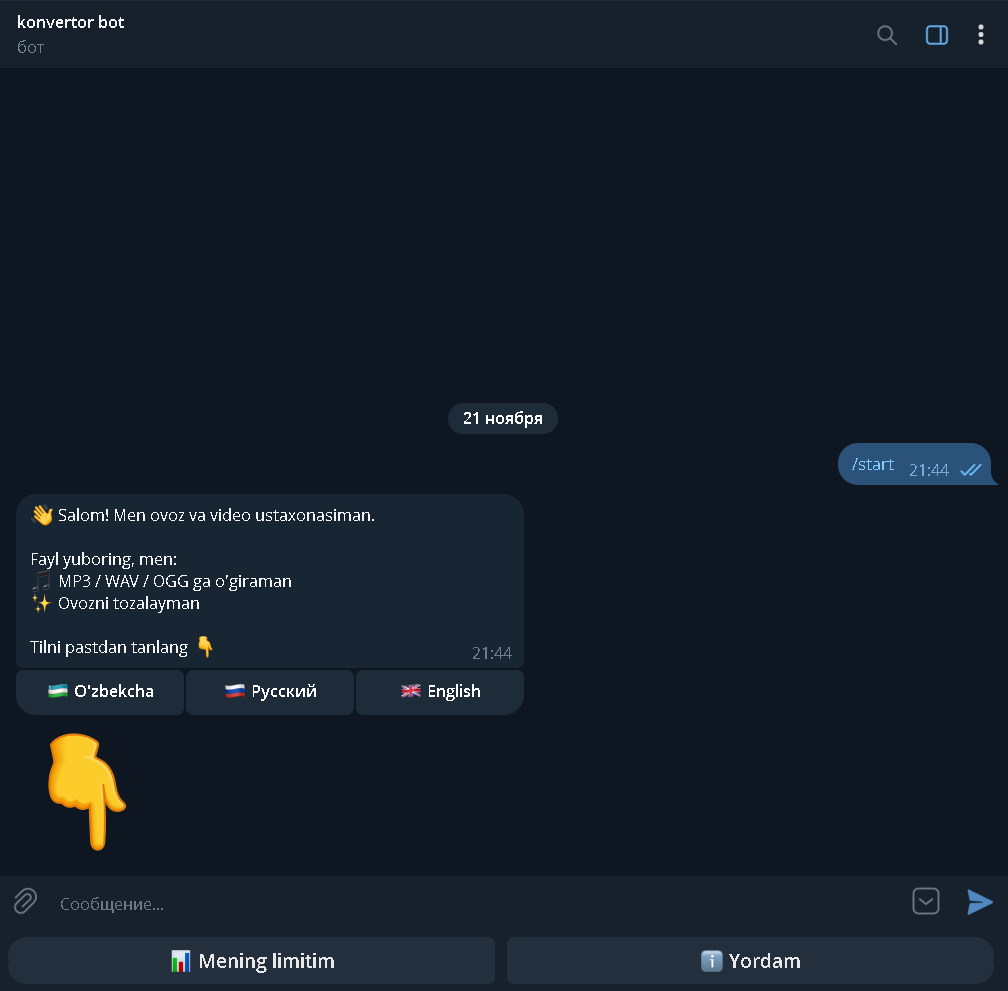 konvertor bot
бот
21 ноября
/start 21:44
👋 Salom! Men ovoz va video ustaxonasiman.
Fayl yuboring, men:
🎵 MP3 / WAV / OGG ga o‘giraman
✨ Ovozni tozalayman
Tilni pastdan tanlang 👇
21:44
🇺🇿 O'zbekcha
🇷🇺 Русский
🇬🇧 English
👇
Сообщение...
📊 Mening limitim
ℹ️ Yordam